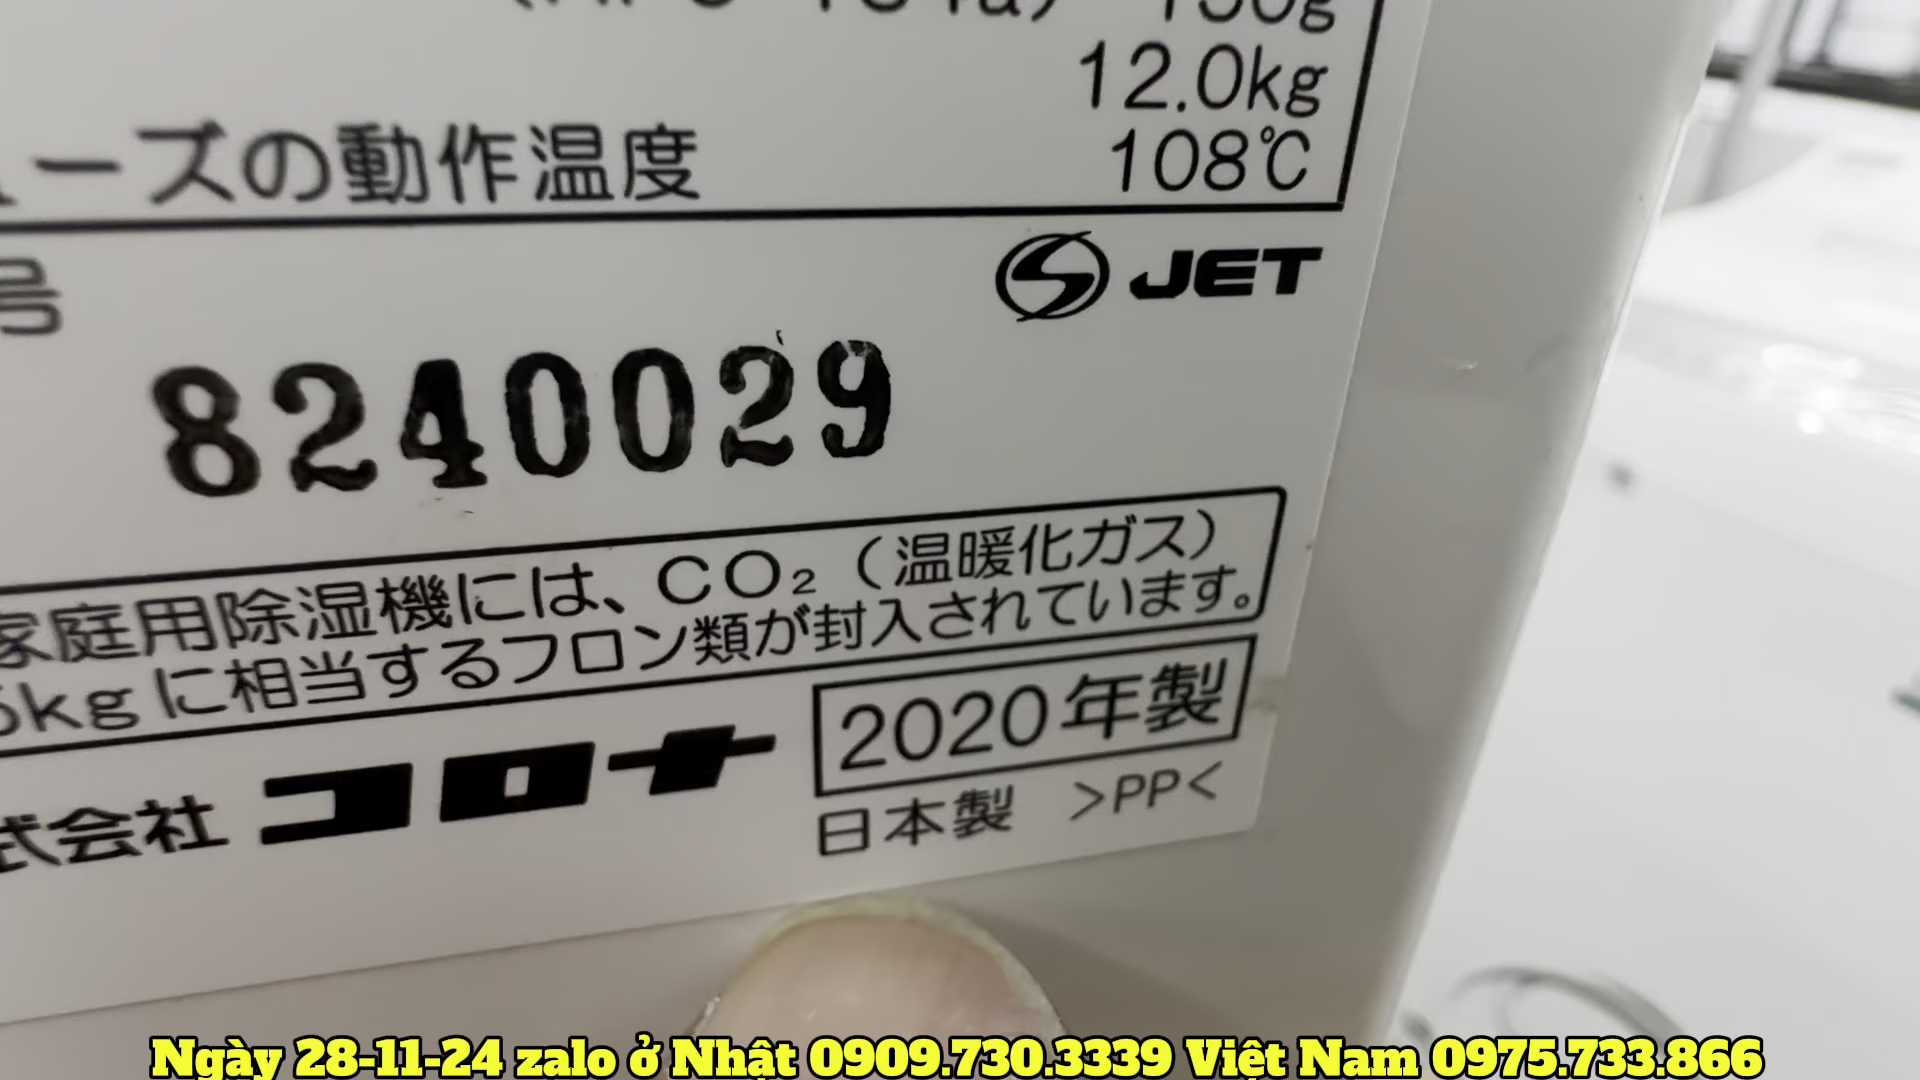 12.0kg
ーズの動作温度 108℃
号
JET
8240029
家庭用除湿機には、CO₂（温暖化ガス）
kgに相当するフロン類が封入されています。
式会社 コロナ 2020年製
日本製 >PP<
Ngày 28-11-24 zalo ở Nhật 0909.730.3339 Việt Nam 0975.733.866